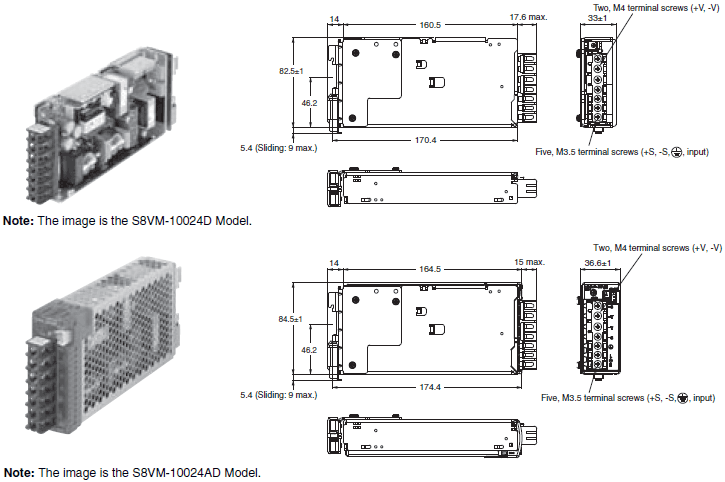 Two, M4 terminal screws (+V, -V)
14
160.5
17.6 max.
33±1
82.5±1
46.2
170.4
5.4 (Sliding: 9 max.)
Five, M3.5 terminal screws (+S, -S, , input)
Note: The image is the S8VM-10024D Model.
Two, M4 terminal screws (+V, -V)
14
164.5
15 max.
36.6±1
84.5±1
46.2
174.4
5.4 (Sliding: 9 max.)
Five, M3.5 terminal screws (+S, -S, , input)
Note: The image is the S8VM-10024AD Model.